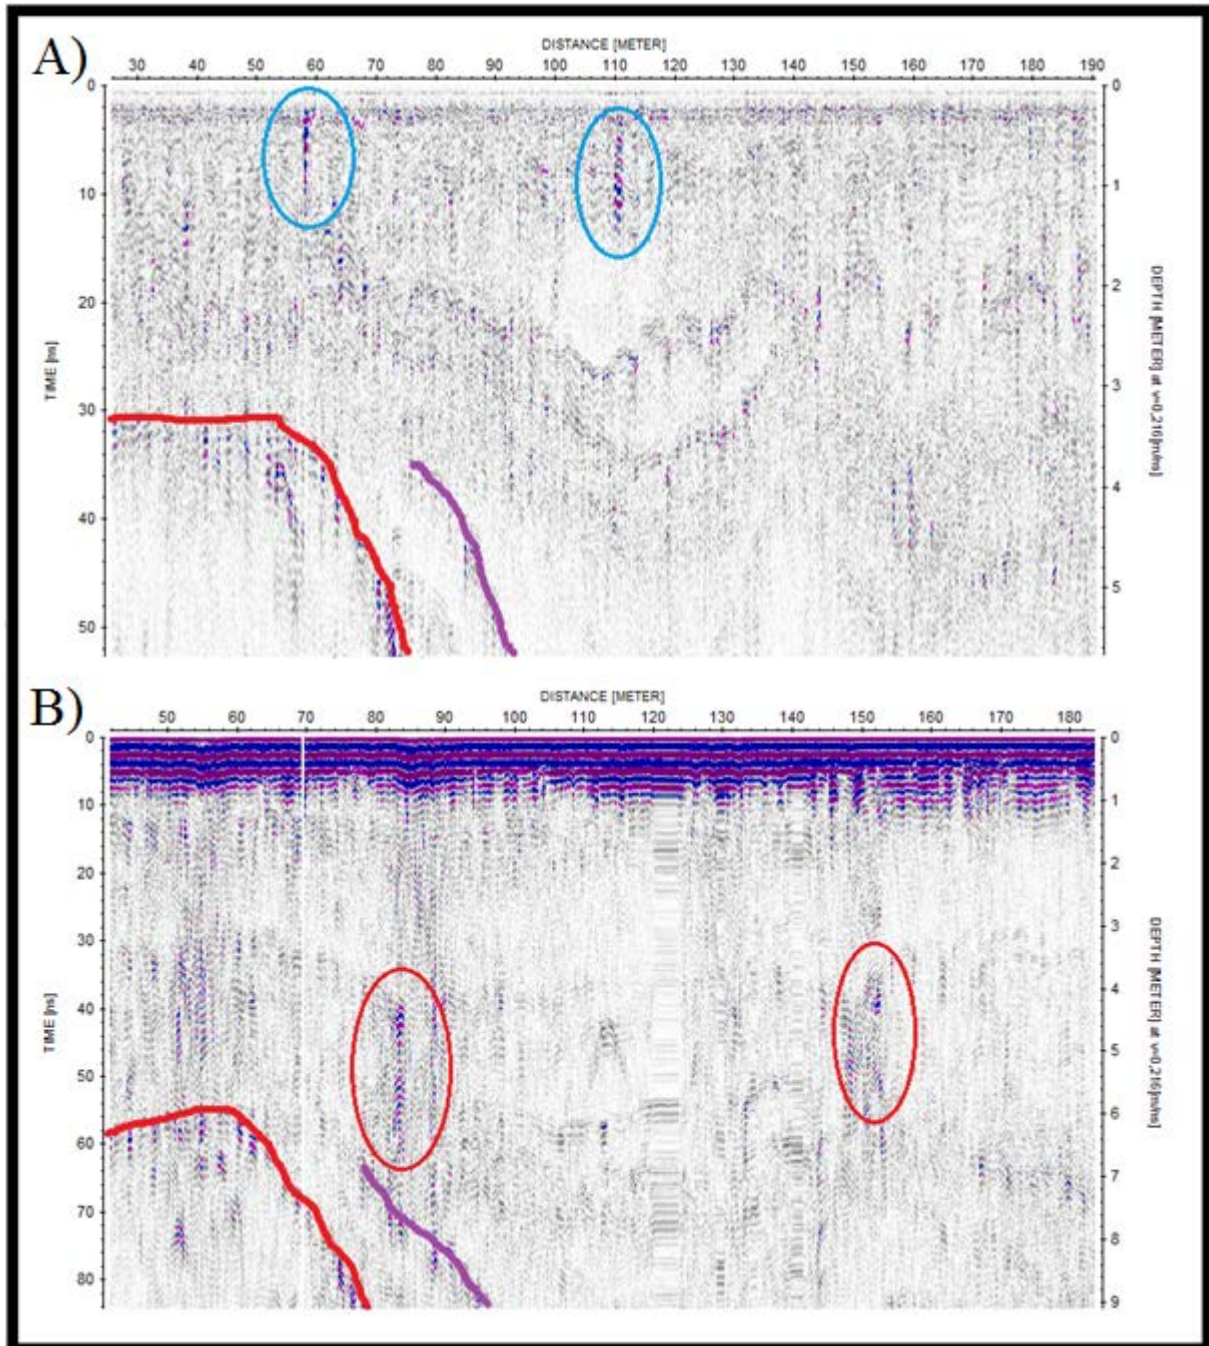 A)
DISTANCE [METER]
30 40 50 60 70 80 90 100 110 120 130 140 150 160 170 180 190
0 0
10 1
20 2
30 3
40 4
50 5
TIME [ns]
DEPTH [METER] at v=0,216[m/ns]
B)
DISTANCE [METER]
50 60 70 80 90 100 110 120 130 140 150 160 170 180
0 0
10 1
20 2
30 3
40 4
50 5
60 6
70 7
80 8
9
TIME [ns]
DEPTH [METER] at v=0,216[m/ns]